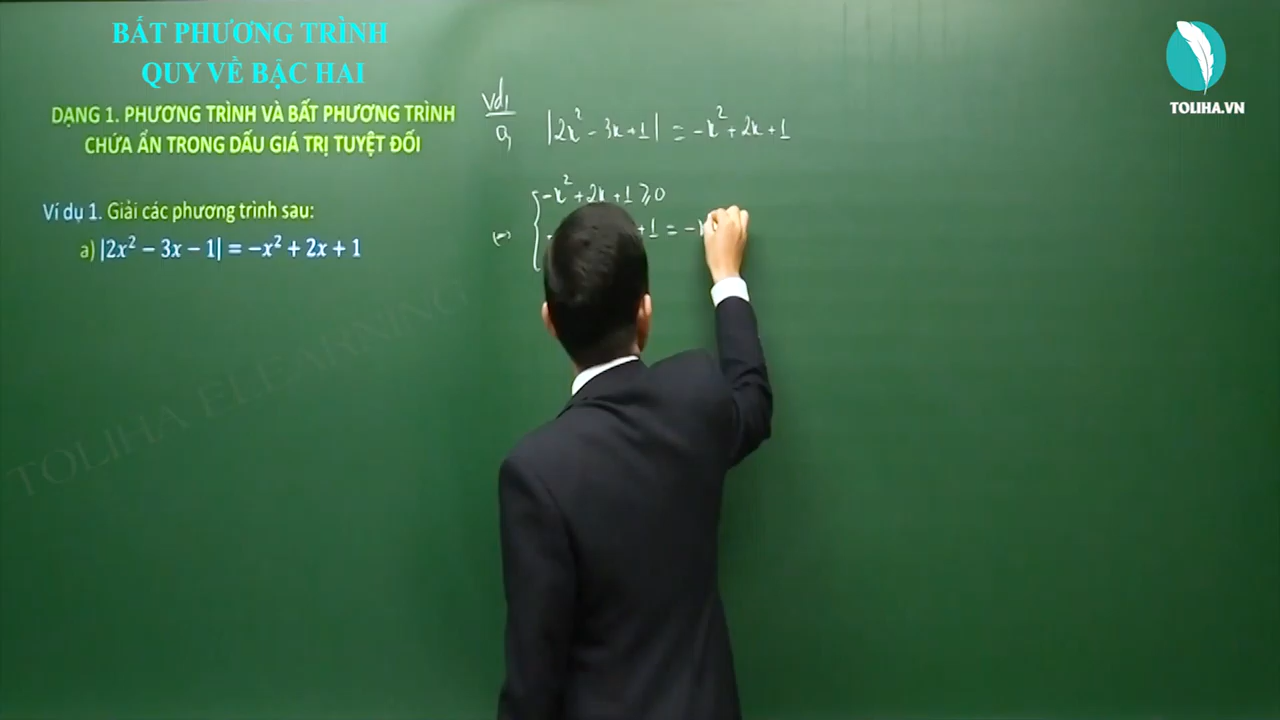 BẤT PHƯƠNG TRÌNH
QUY VỀ BẬC HAI
DẠNG 1. PHƯƠNG TRÌNH VÀ BẤT PHƯƠNG TRÌNH
CHỨA ẨN TRONG DẤU GIÁ TRỊ TUYỆT ĐỐI
Ví dụ 1. Giải các phương trình sau:
a) |2x² − 3x − 1| = −x² + 2x + 1
TOLIHA ELEARNING
Vd1
a, |2x² - 3x + 1| = -x² + 2x + 1
-x² + 2x + 1 ⩾ 0
+ 1 = -x
TOLIHA.VN